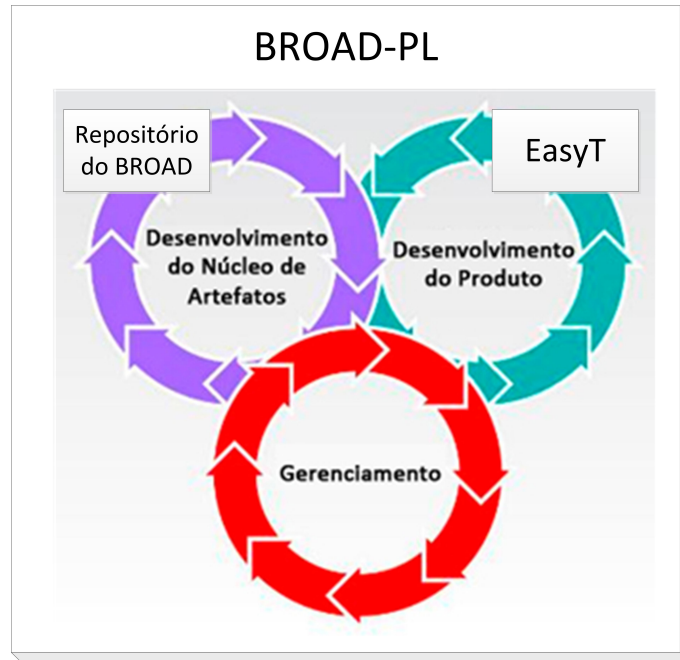 BROAD-PL
Repositório
do BROAD
EasyT
Desenvolvimento
do Núcleo de
Artefatos
Desenvolvimento
do Produto
Gerenciamento